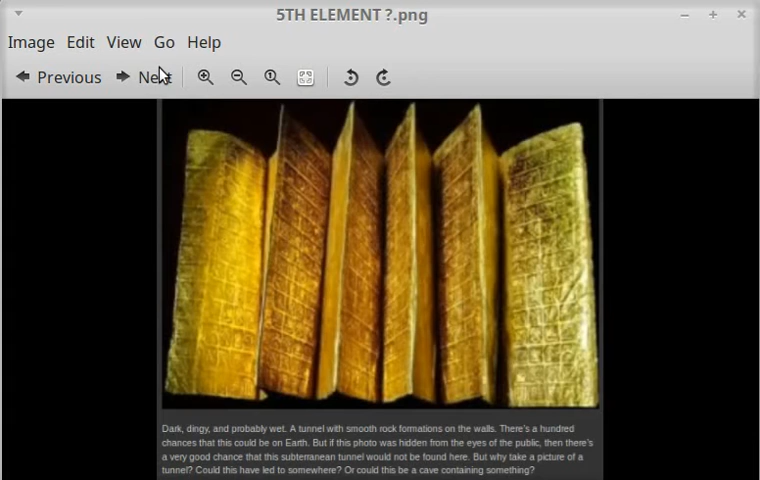 5TH ELEMENT ?.png
Image Edit View Go Help
Previous Next
Dark, dingy, and probably wet. A tunnel with smooth rock formations on the walls. There's a hundred
chances that this could be on Earth. But if this photo was hidden from the eyes of the public, then there's
a very good chance that this subterranean tunnel would not be found here. But why take a picture of a
tunnel? Could this have led to somewhere? Or could this be a cave containing something?